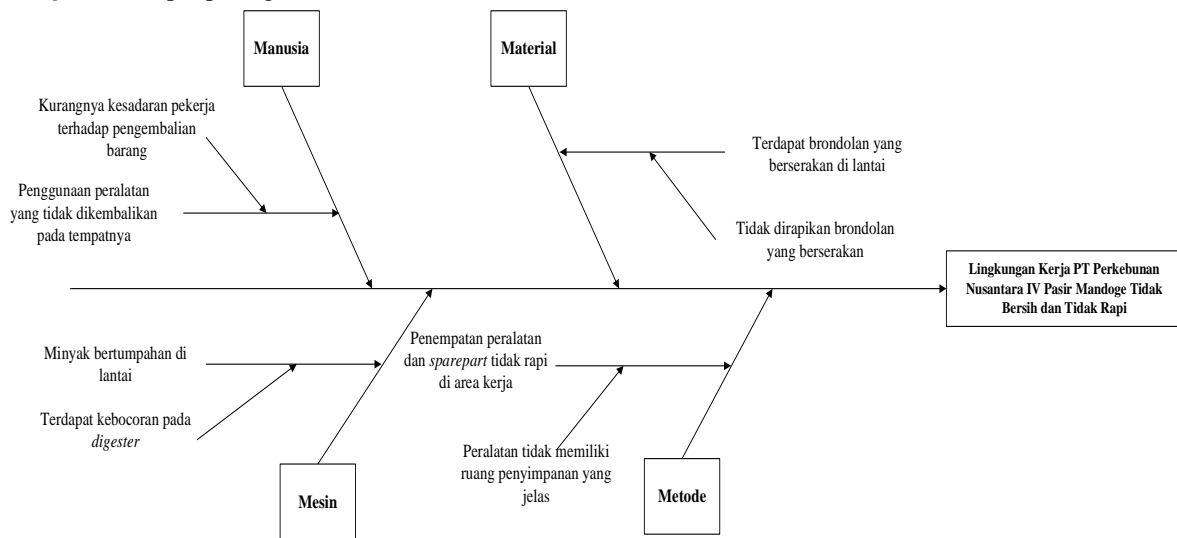 Manusia
Material
Kurangnya kesadaran pekerja
terhadap pengembalian
barang
Terdapat brondolan yang
berserakan di lantai
Penggunaan peralatan
yang tidak dikembalikan
pada tempatnya
Tidak dirapikan brondolan
yang berserakan
Lingkungan Kerja PT Perkebunan
Nusantara IV Pasir Mandoge Tidak
Bersih dan Tidak Rapi
Minyak bertumpahan di
lantai
Penempatan peralatan
dan sparepart tidak rapi
di area kerja
Terdapat kebocoran pada
digester
Peralatan tidak memiliki
ruang penyimpanan yang
jelas
Mesin
Metode